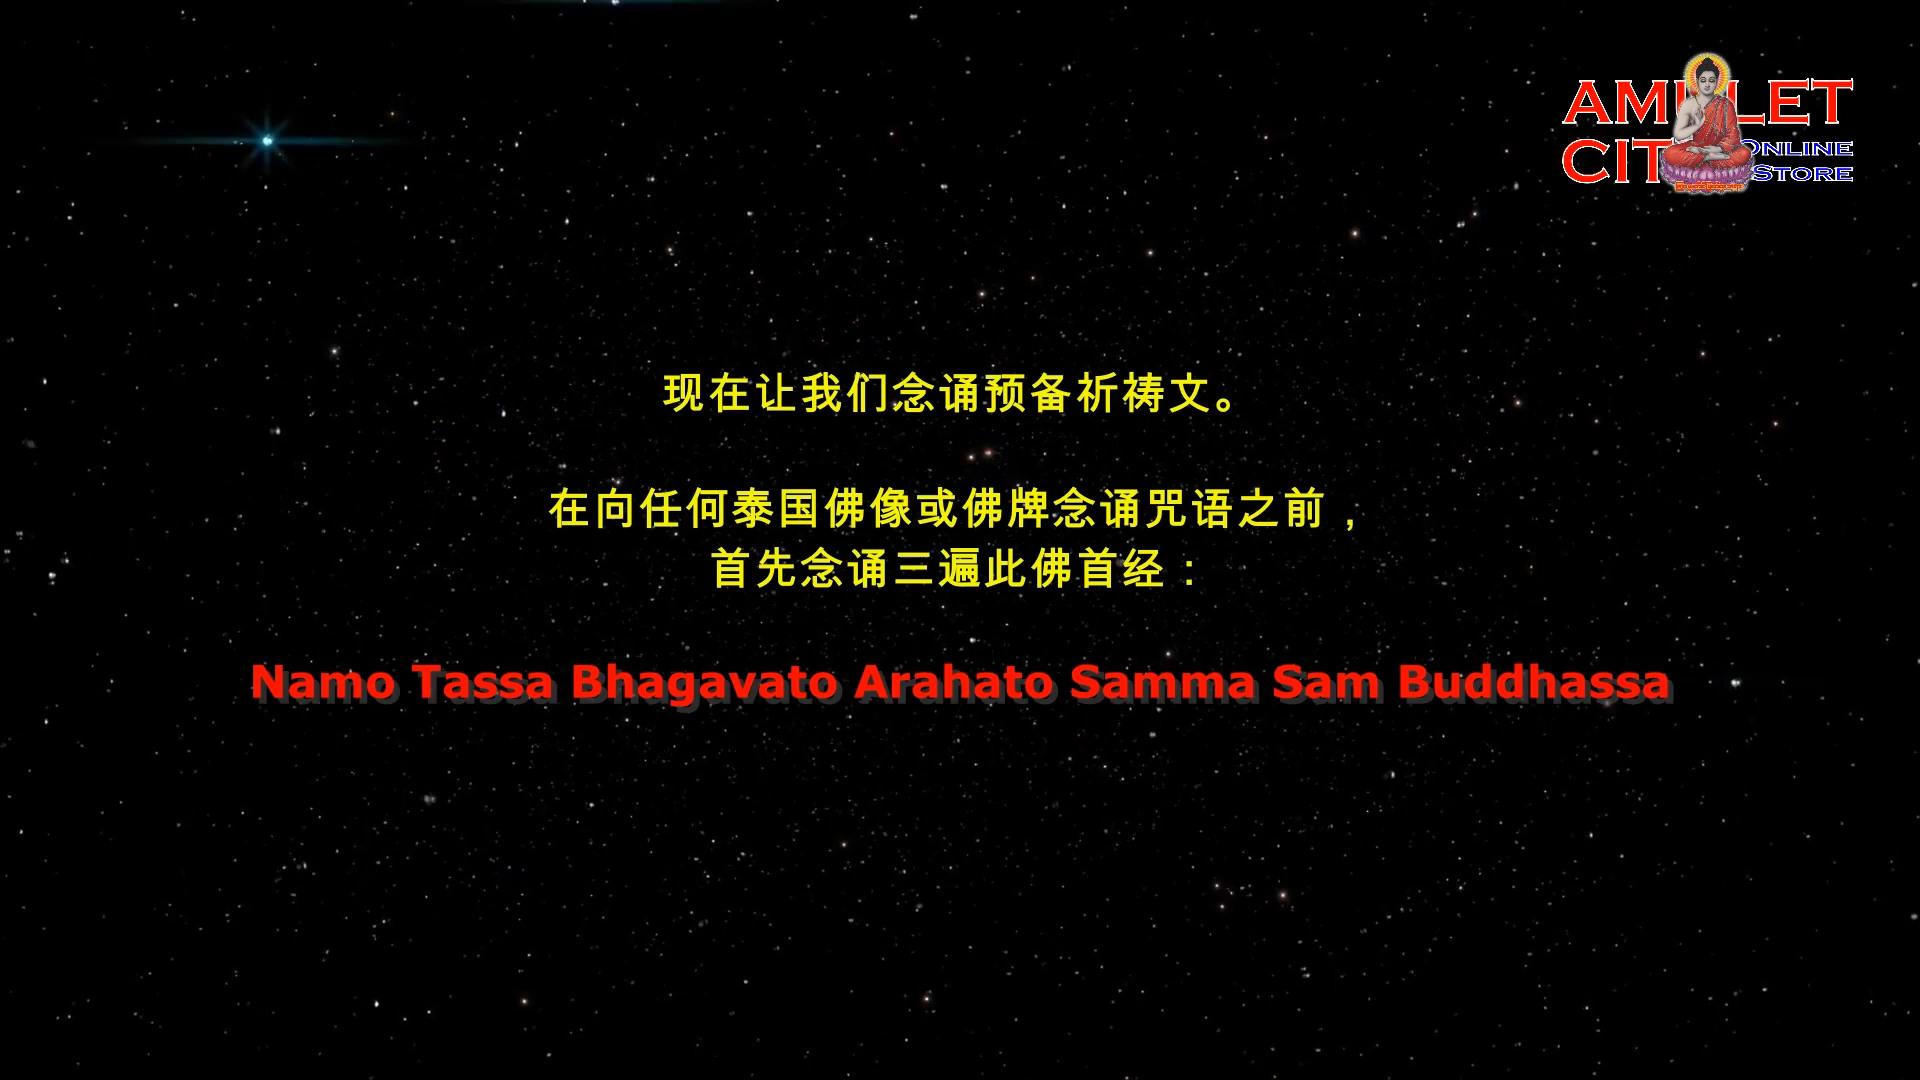 AMULET
CITY ONLINE
STORE
现在让我们念诵预备祈祷文。
在向任何泰国佛像或佛牌念诵咒语之前，
首先念诵三遍此佛首经：
Namo Tassa Bhagavato Arahato Samma Sam Buddhassa